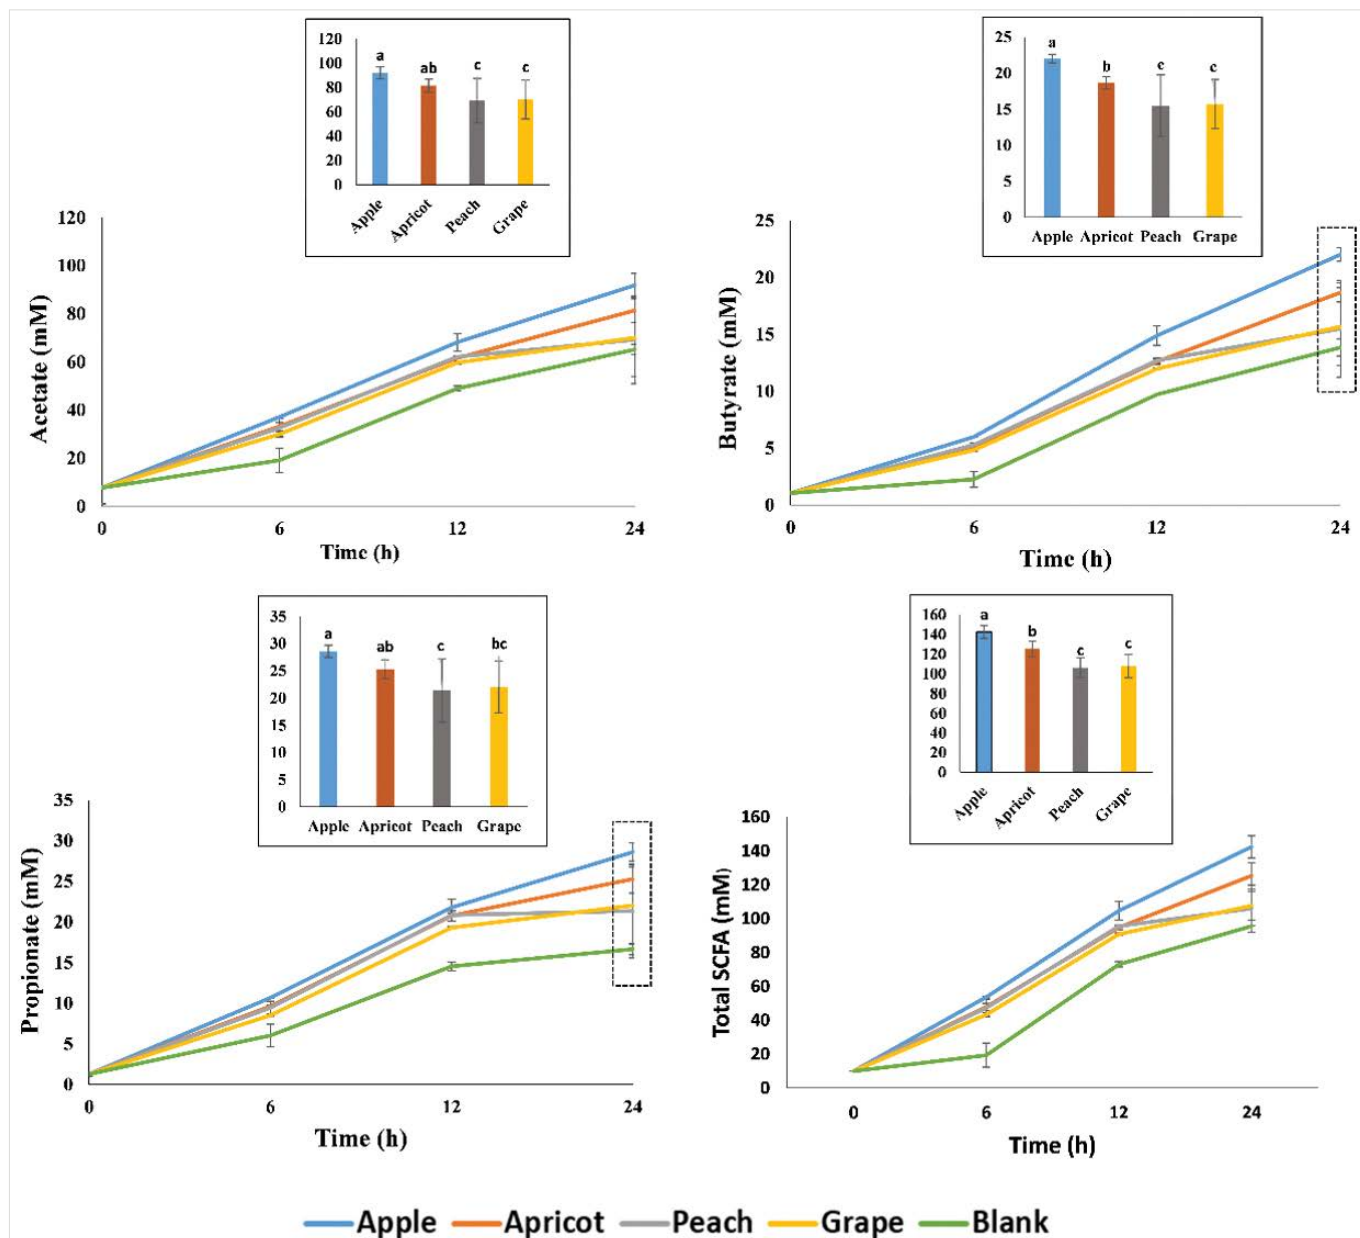 120
100
80
60
40
20
0
a
ab
c
c
Apple
Apricot
Peach
Grape
120
100
80
60
40
20
0
Acetate (mM)
0
6
12
24
Time (h)
25
20
15
10
5
0
a
b
c
c
Apple Apricot Peach Grape
25
20
15
10
5
0
Butyrate (mM)
0
6
12
24
Time (h)
35
30
25
20
15
10
5
0
a
ab
c
bc
Apple Apricot Peach Grape
35
30
25
20
15
10
5
0
Propionate (mM)
0
6
12
24
Time (h)
160
140
120
100
80
60
40
20
0
a
b
c
c
Apple
Apricot
Peach
Grape
160
140
120
100
80
60
40
20
0
Total SCFA (mM)
0
6
12
24
Time (h)
Apple Apricot Peach Grape Blank